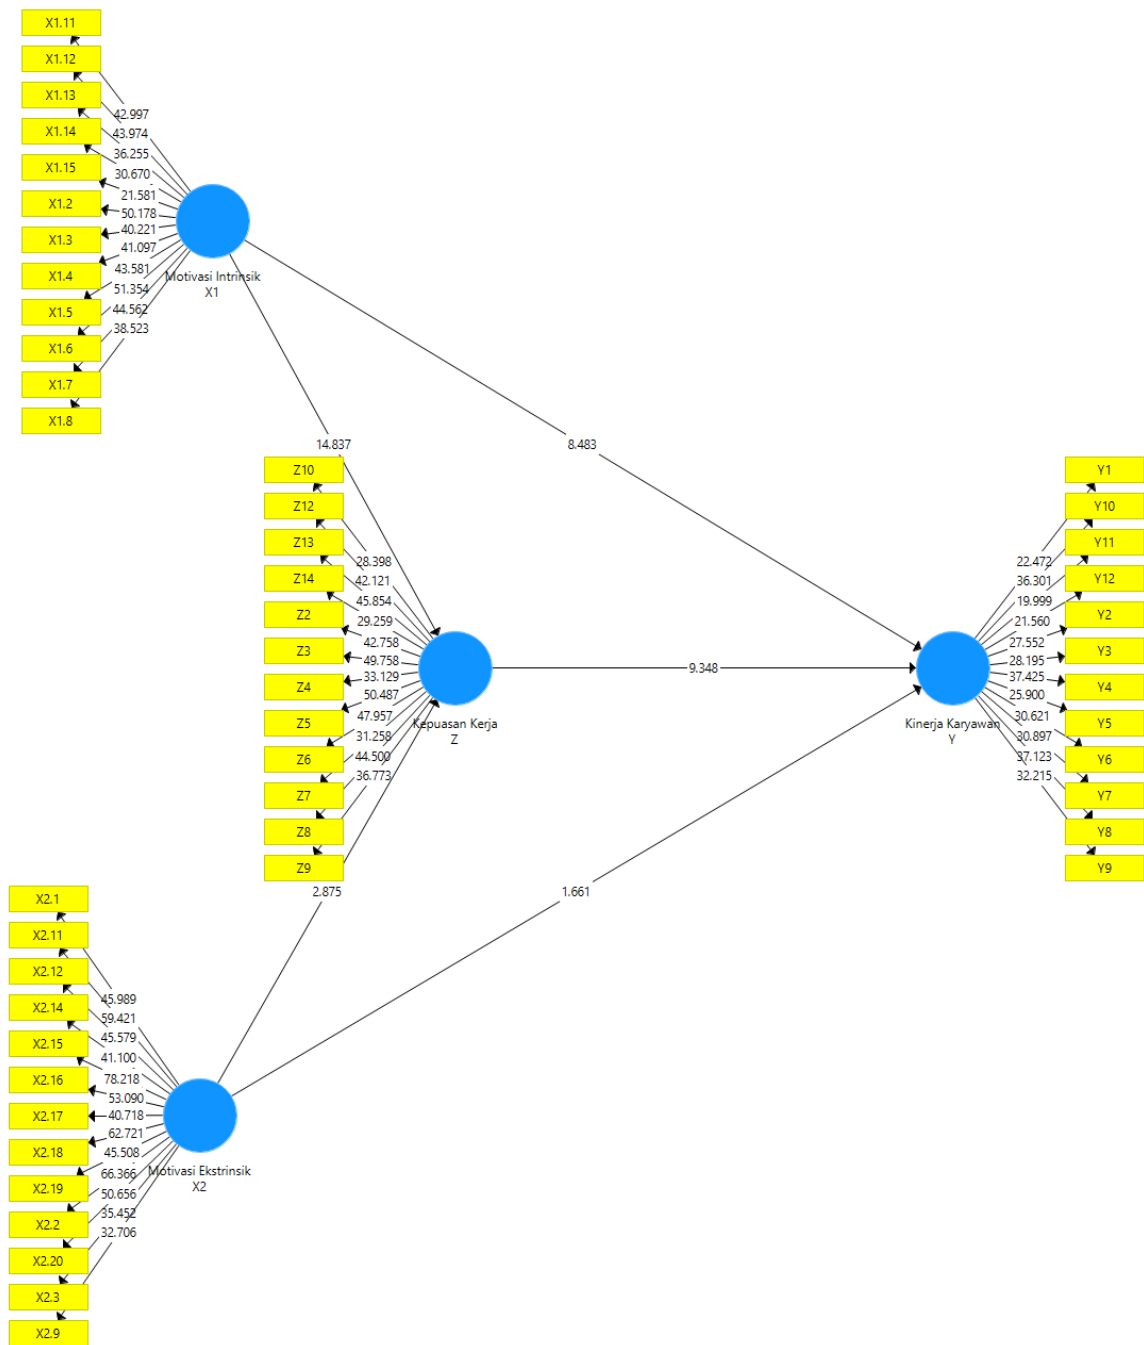 X1.11
X1.12
X1.13
X1.14
X1.15
X1.2
X1.3
X1.4
X1.5
X1.6
X1.7
X1.8
42.997
43.974
36.255
30.670
21.581
50.178
40.221
41.097
43.581
51.354
44.562
38.523
Motivasi Intrinsik
X1
14.837
8.483
Z10
Z12
Z13
Z14
Z2
Z3
Z4
Z5
Z6
Z7
Z8
Z9
28.398
42.121
45.854
29.259
42.758
49.758
33.129
50.487
47.957
31.258
44.500
36.773
Kepuasan Kerja
Z
9.348
Y1
Y10
Y11
Y12
Y2
Y3
Y4
Y5
Y6
Y7
Y8
Y9
22.472
36.301
19.999
21.560
27.552
28.195
37.425
25.900
30.621
30.897
37.123
32.215
Kinerja Karyawan
Y
2.875
1.661
X2.1
X2.11
X2.12
X2.14
X2.15
X2.16
X2.17
X2.18
X2.19
X2.2
X2.20
X2.3
X2.9
45.989
59.421
45.579
41.100
78.218
53.090
40.718
62.721
45.508
66.366
50.656
35.452
32.706
Motivasi Ekstrinsik
X2